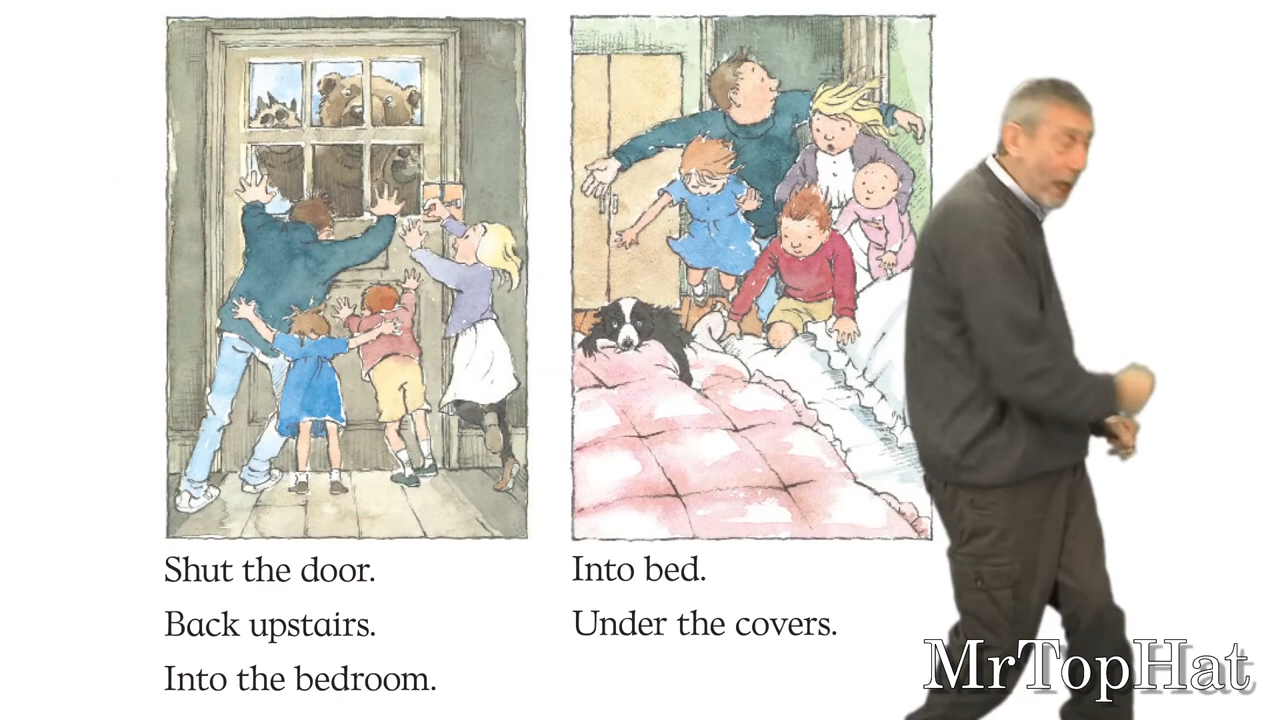 Shut the door.
Back upstairs.
Into the bedroom.
Into bed.
Under the covers.
MrTopHat